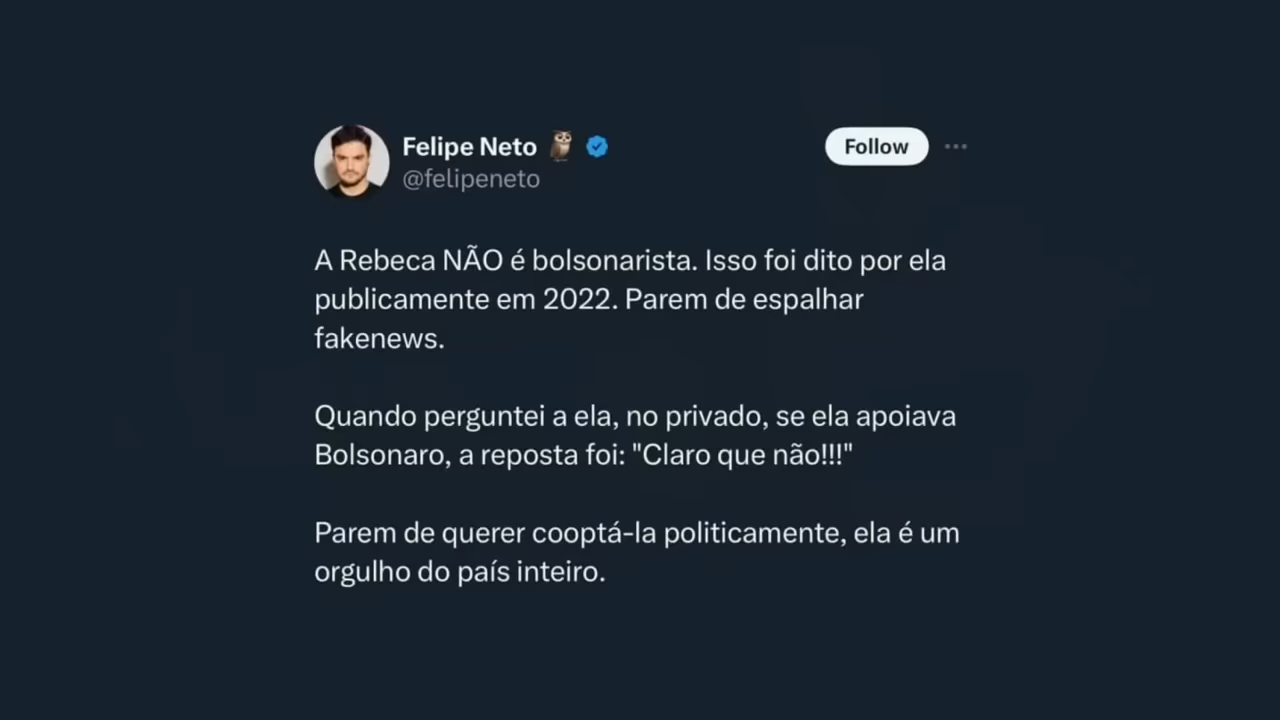 Felipe Neto 🦉
@felipeneto
Follow
A Rebeca NÃO é bolsonarista. Isso foi dito por ela
publicamente em 2022. Parem de espalhar
fakenews.
Quando perguntei a ela, no privado, se ela apoiava
Bolsonaro, a reposta foi: "Claro que não!!!"
Parem de querer cooptá-la politicamente, ela é um
orgulho do país inteiro.